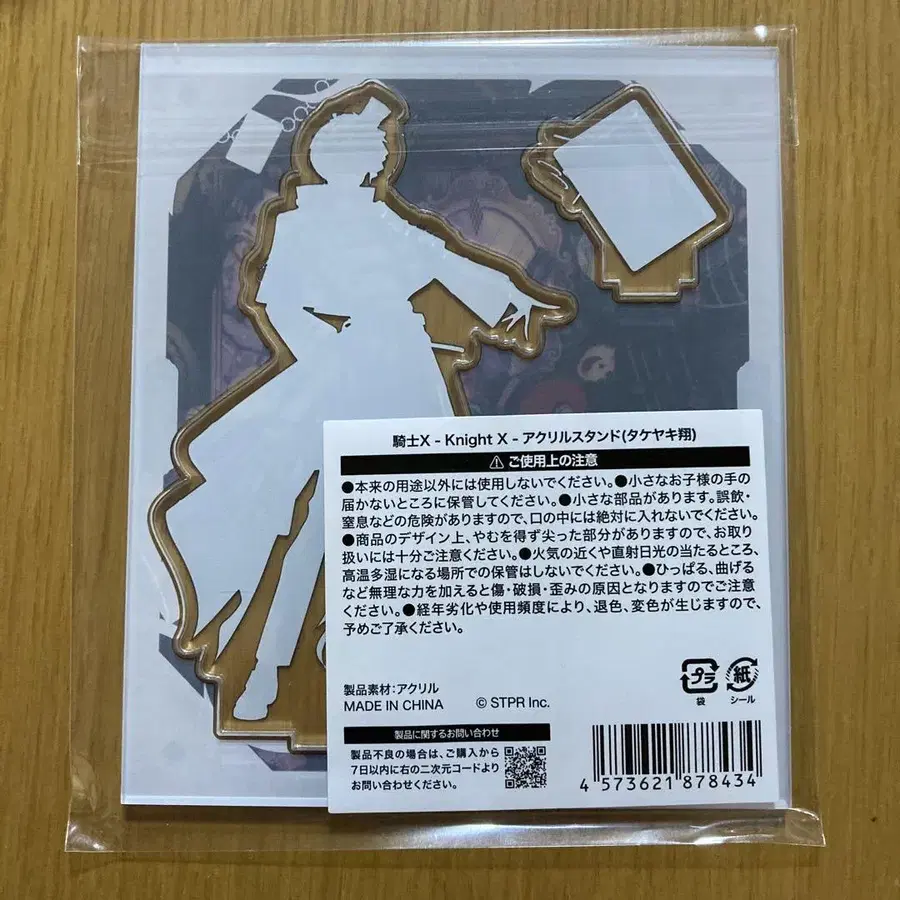 騎士X - Knight X - アクリルスタンド(タケヤキ翔)
⚠ ご使用上の注意
●本来の用途以外には使用しないでください。●小さなお子様の手の
届かないところに保管してください。●小さな部品があります。誤飲・
窒息などの危険がありますので、口の中には絶対に入れないでください。
●商品のデザイン上、やむを得ず尖った部分がありますので、お取り
扱いには十分ご注意ください。●火気の近くや直射日光の当たるところ、
高温多湿になる場所での保管はしないでください。●ひっぱる、曲げる
など無理な力を加えると傷・破損・歪みの原因となりますのでご注意
ください。●経年劣化や使用頻度により、退色、変色が生じますので、
予めご了承ください。
プラ
袋
紙
シール
製品素材：アクリル
MADE IN CHINA © STPR Inc.
製品に関するお問い合わせ
製品不良の場合は、ご購入から
7日以内に右の二次元コードより
お問い合わせください。
4 573621 878434